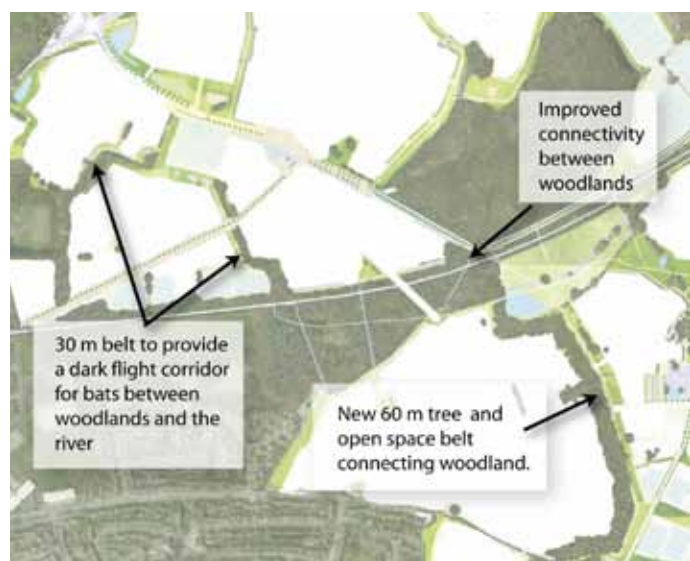 Improved
connectivity
between
woodlands
30 m belt to provide
a dark flight corridor
for bats between
woodlands and the
river
New 60 m tree and
open space belt
connecting woodland.